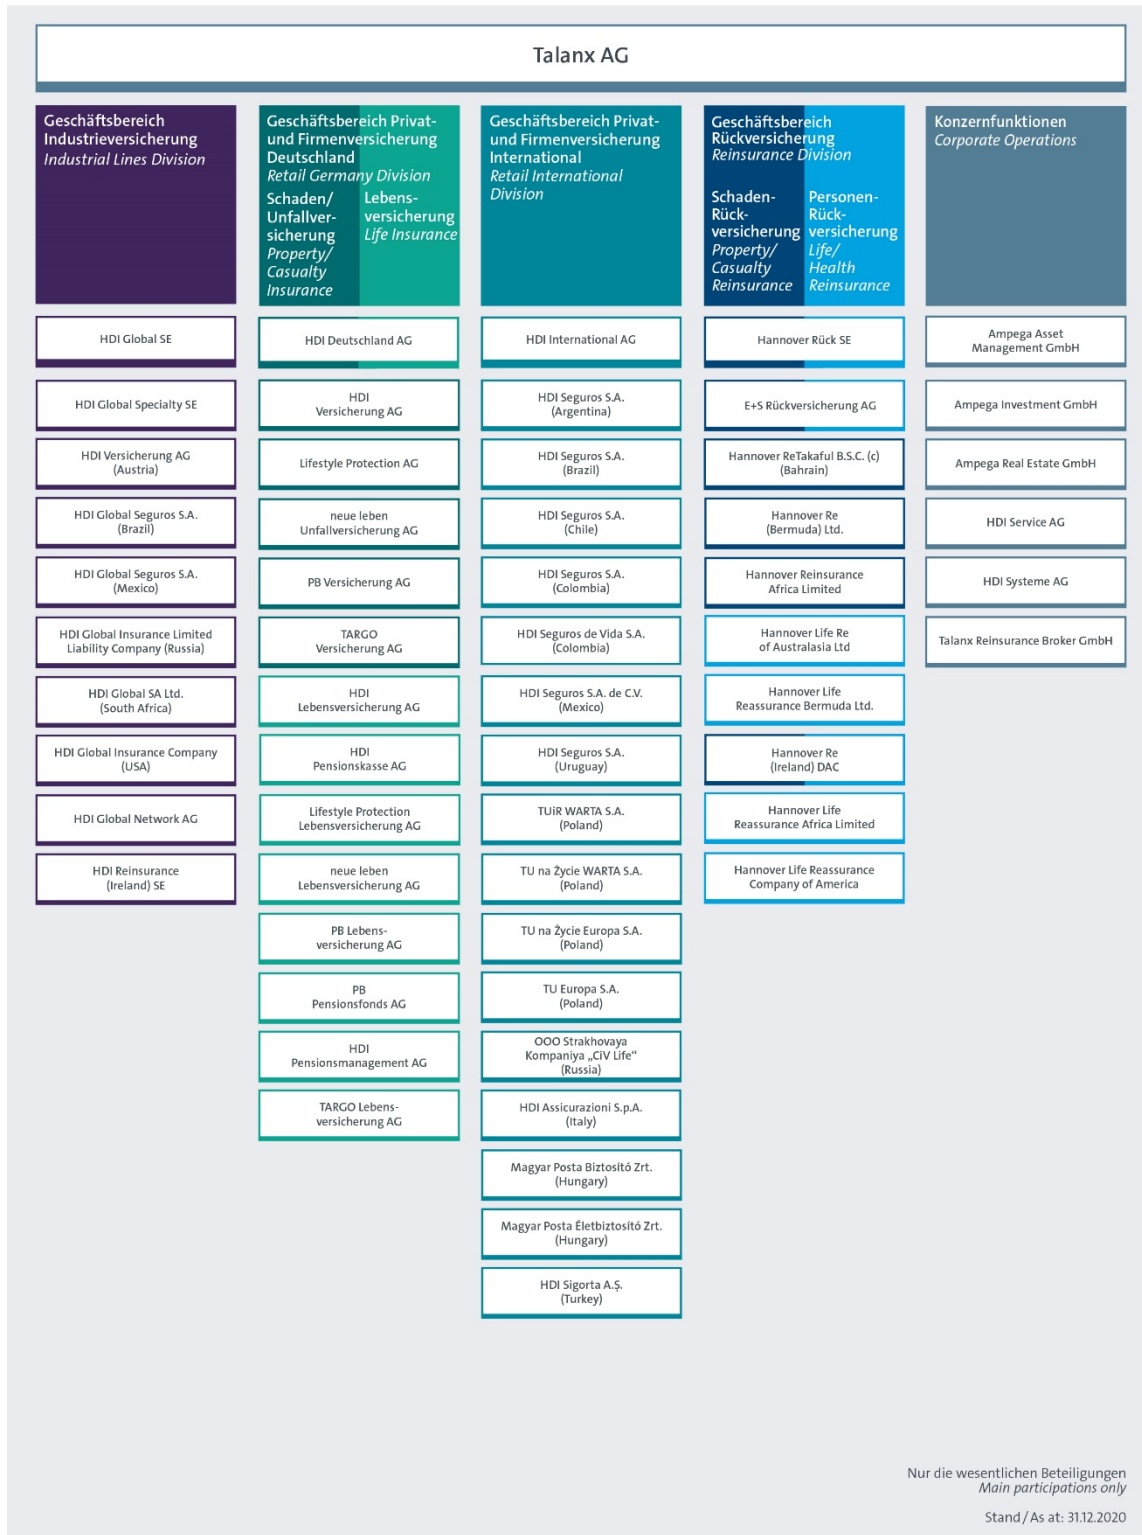 Talanx AG
Geschäftsbereich
Industrieversicherung
Industrial Lines Division
HDI Global SE
HDI Global Specialty SE
HDI Versicherung AG
(Austria)
HDI Global Seguros S.A.
(Brazil)
HDI Global Seguros S.A.
(Mexico)
HDI Global Insurance Limited
Liability Company (Russia)
HDI Global SA Ltd.
(South Africa)
HDI Global Insurance Company
(USA)
HDI Global Network AG
HDI Reinsurance
(Ireland) SE
Geschäftsbereich Privat-
und Firmenversicherung
Deutschland
Retail Germany Division
Schaden/
Unfallver-
sicherung
Property/
Casualty
Insurance
Lebens-
versicherung
Life Insurance
HDI Deutschland AG
HDI
Versicherung AG
Lifestyle Protection AG
neue leben
Unfallversicherung AG
PB Versicherung AG
TARGO
Versicherung AG
HDI
Lebensversicherung AG
HDI
Pensionskasse AG
Lifestyle Protection
Lebensversicherung AG
neue leben
Lebensversicherung AG
PB Lebens-
versicherung AG
PB
Pensionsfonds AG
HDI
Pensionsmanagement AG
TARGO Lebens-
versicherung AG
Geschäftsbereich Privat-
und Firmenversicherung
International
Retail International
Division
HDI International AG
HDI Seguros S.A.
(Argentina)
HDI Seguros S.A.
(Brazil)
HDI Seguros S.A.
(Chile)
HDI Seguros S.A.
(Colombia)
HDI Seguros de Vida S.A.
(Colombia)
HDI Seguros S.A. de C.V.
(Mexico)
HDI Seguros S.A.
(Uruguay)
TUiR WARTA S.A.
(Poland)
TU na Życie WARTA S.A.
(Poland)
TU na Życie Europa S.A.
(Poland)
TU Europa S.A.
(Poland)
OOO Strakhovaya
Kompaniya „CiV Life“
(Russia)
HDI Assicurazioni S.p.A.
(Italy)
Magyar Posta Biztosító Zrt.
(Hungary)
Magyar Posta Életbiztosító Zrt.
(Hungary)
HDI Sigorta A.Ş.
(Turkey)
Geschäftsbereich
Rückversicherung
Reinsurance Division
Schaden-
Rück-
versicherung
Property/
Casualty
Reinsurance
Personen-
Rück-
versicherung
Life/
Health
Reinsurance
Hannover Rück SE
E+S Rückversicherung AG
Hannover ReTakaful B.S.C. (c)
(Bahrain)
Hannover Re
(Bermuda) Ltd.
Hannover Reinsurance
Africa Limited
Hannover Life Re
of Australasia Ltd
Hannover Life
Reassurance Bermuda Ltd.
Hannover Re
(Ireland) DAC
Hannover Life
Reassurance Africa Limited
Hannover Life Reassurance
Company of America
Konzernfunktionen
Corporate Operations
Ampega Asset
Management GmbH
Ampega Investment GmbH
Ampega Real Estate GmbH
HDI Service AG
HDI Systeme AG
Talanx Reinsurance Broker GmbH
Nur die wesentlichen Beteiligungen
Main participations only
Stand / As at: 31.12.2020